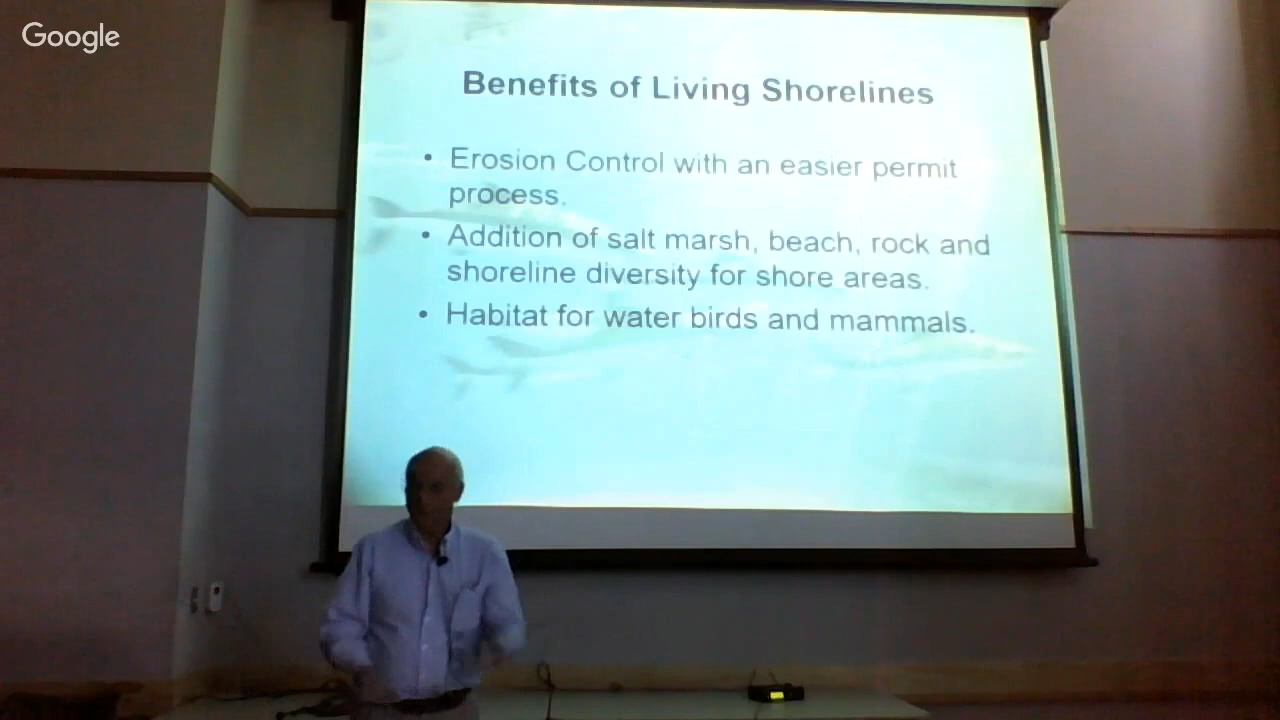 Google
Benefits of Living Shorelines
• Erosion Control with an easier permit
process.
• Addition of salt marsh, beach, rock and
shoreline diversity for shore areas.
• Habitat for water birds and mammals.